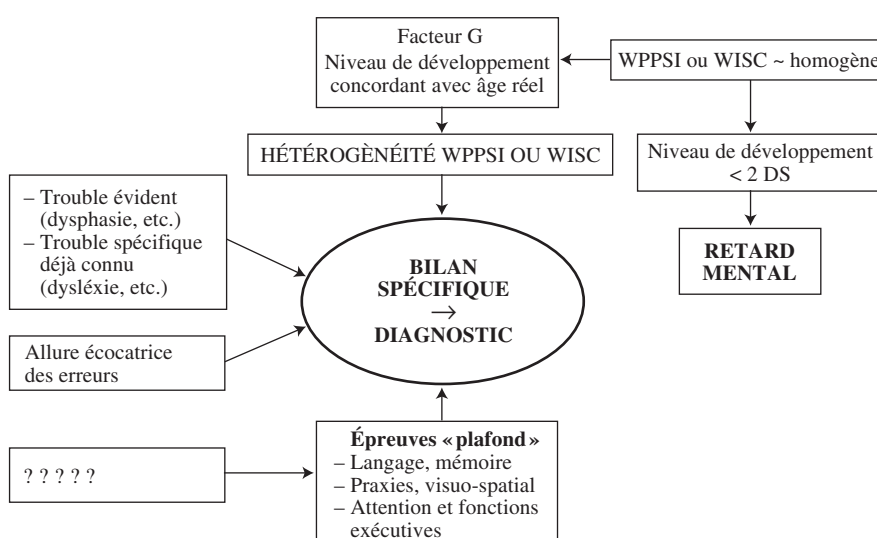 Facteur G
Niveau de développement
concordant avec âge réel
WPPSI ou WISC ~ homogène
HÉTÉROGÈNÉITÉ WPPSI OU WISC
Niveau de développement
< 2 DS
RETARD
MENTAL
– Trouble évident
(dysphasie, etc.)
– Trouble spécifique
déjà connu
(dysléxie, etc.)
BILAN
SPÉCIFIQUE
→
DIAGNOSTIC
Allure écocatrice
des erreurs
? ? ? ? ?
Épreuves « plafond »
– Langage, mémoire
– Praxies, visuo-spatial
– Attention et fonctions
exécutives